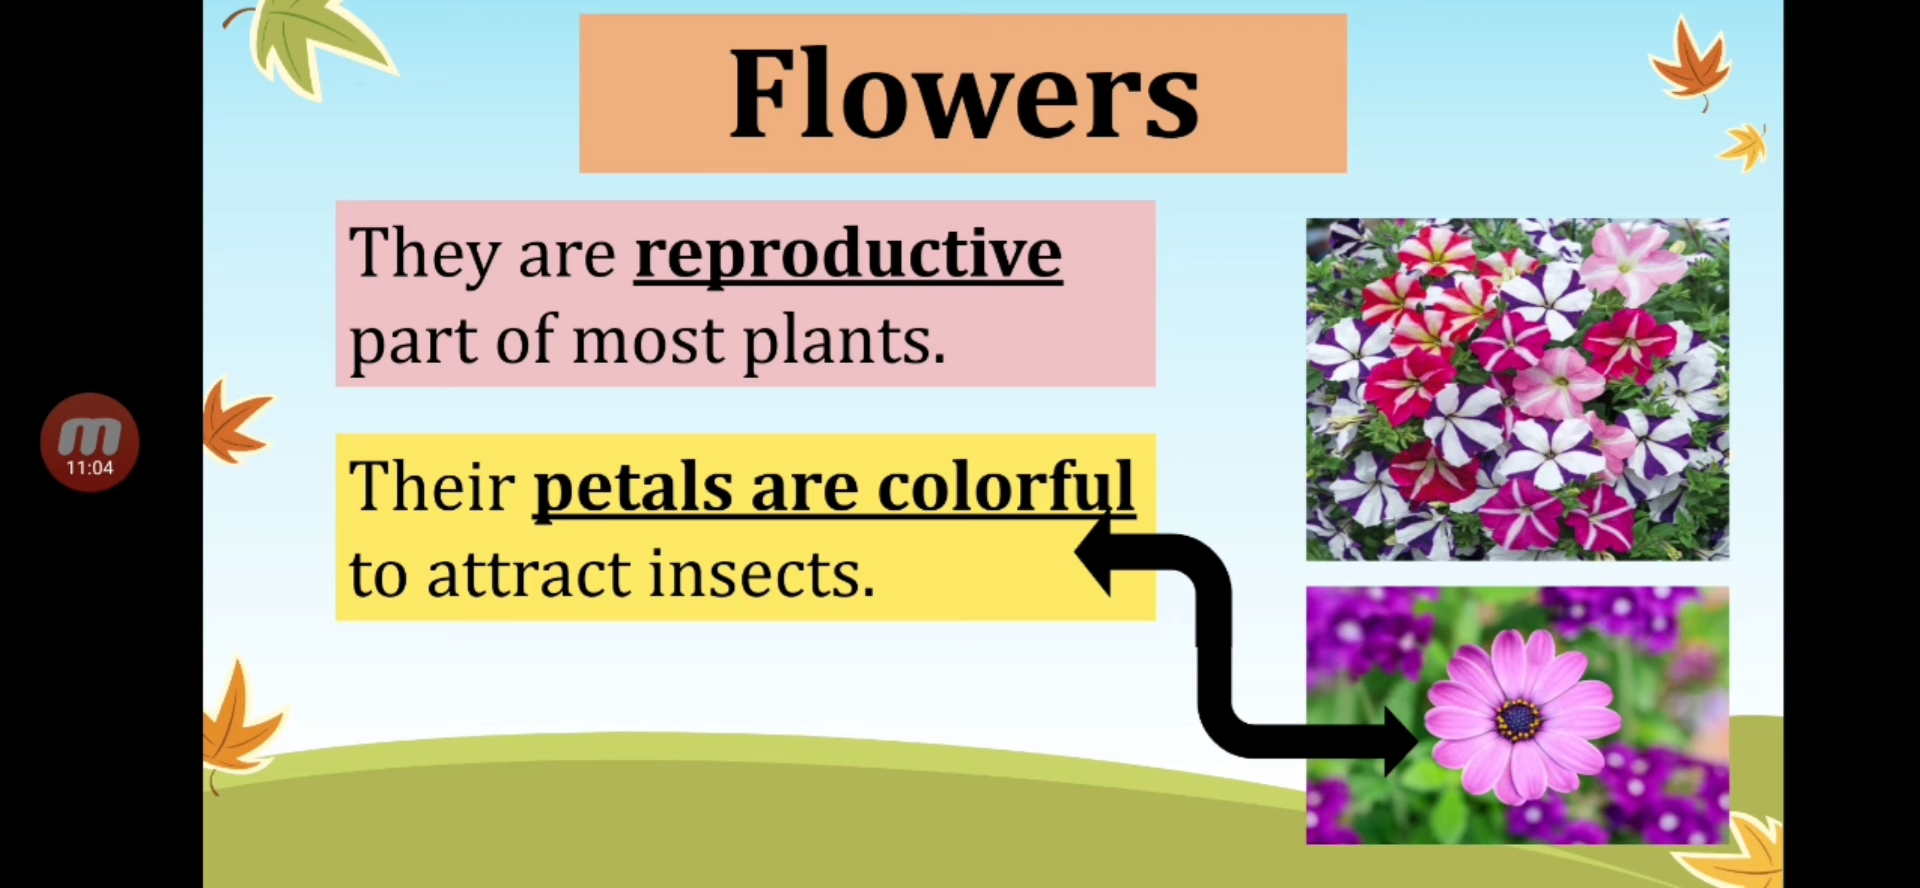 Flowers
They are reproductive
part of most plants.
Their petals are colorful
to attract insects.
m
11:04